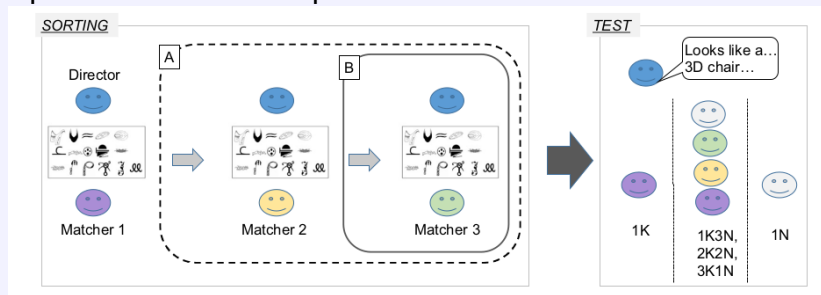 SORTING
TEST
A
B
Looks like a…
3D chair…
Director
Matcher 1
Matcher 2
Matcher 3
1K
1K3N,
2K2N,
3K1N
1N